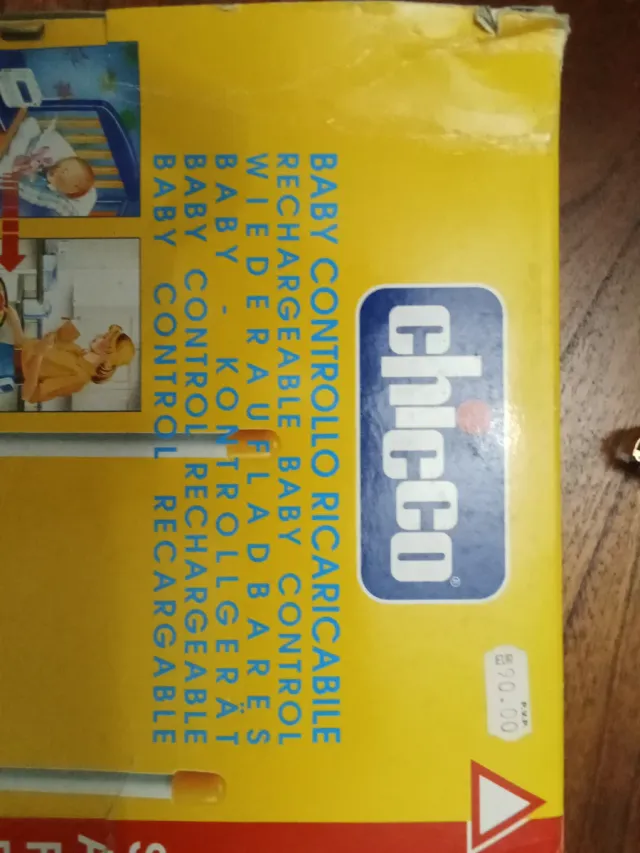 chicco®
BABY CONTROLLO RICARICABILE
RECHARGEABLE BABY CONTROL
WIEDERAUFLADBARES
BABY - KONTROLLGERÄT
BABY CONTROL RECHARGEABLE
BABY CONTROL RECARGABLE
P.V.P
90.00